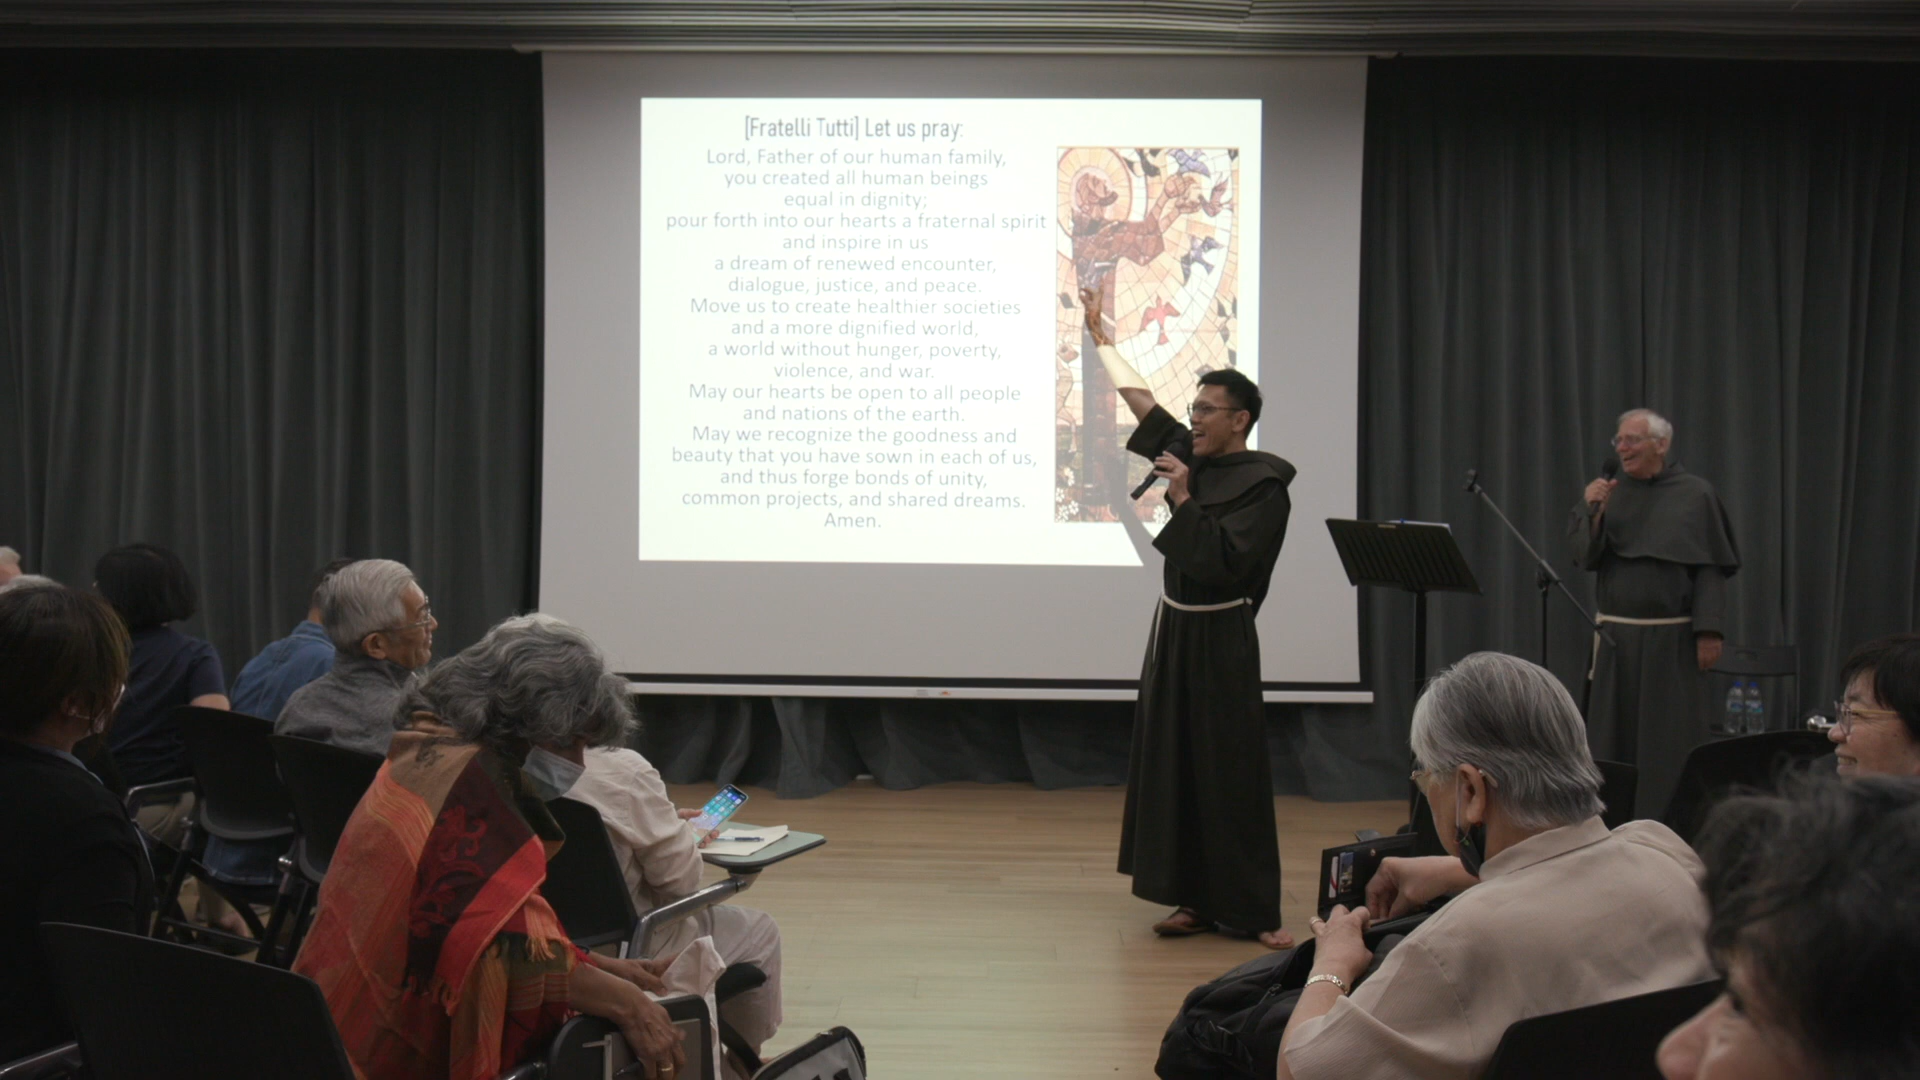 [Fratelli Tutti] Let us pray:
Lord, Father of our human family,
you created all human beings
equal in dignity;
pour forth into our hearts a fraternal spirit
and inspire in us
a dream of renewed encounter,
dialogue, justice, and peace.
Move us to create healthier societies
and a more dignified world,
a world without hunger, poverty,
violence, and war.
May our hearts be open to all people
and nations of the earth.
May we recognize the goodness and
beauty that you have sown in each of us,
and thus forge bonds of unity,
common projects, and shared dreams.
Amen.